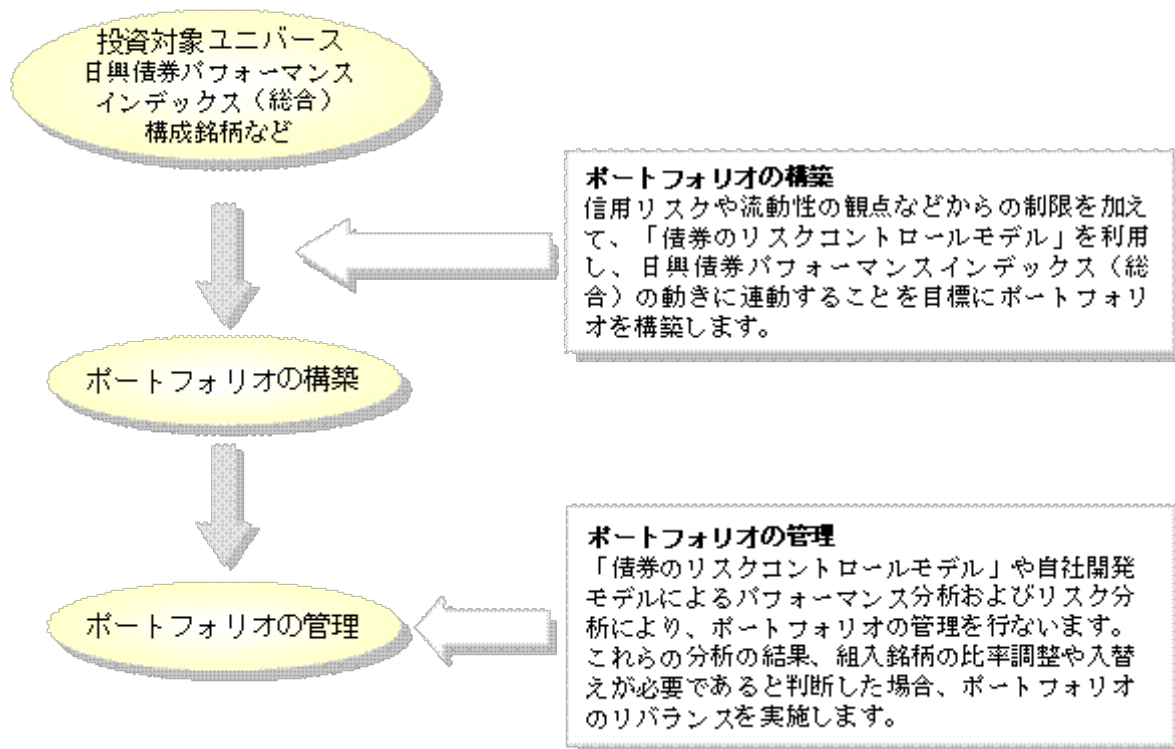 投資対象ユニバース
日興債券パフォーマンス
インデックス（総合）
構成銘柄など
ポートフォリオの構築
信用リスクや流動性の観点などからの制限を加え
て、「債券のリスクコントロールモデル」を利用
し、日興債券パフォーマンスインデックス（総
合）の動きに連動することを目標にポートフォリ
オを構築します。
ポートフォリオの構築
ポートフォリオの管理
「債券のリスクコントロールモデル」や自社開発
モデルによるパフォーマンス分析およびリスク分
析により、ポートフォリオの管理を行ないます。
これらの分析の結果、組入銘柄の比率調整や入替
えが必要であると判断した場合、ポートフォリオ
のリバランスを実施します。
ポートフォリオの管理